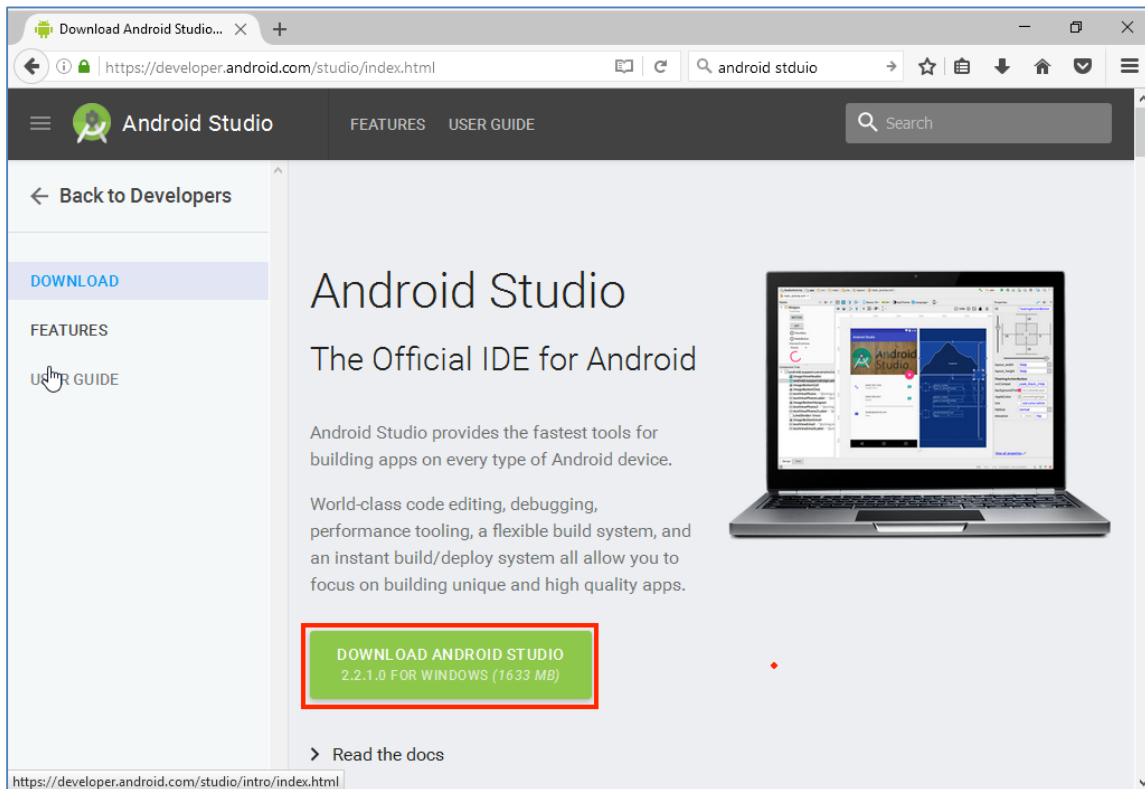 Download Android Studio...
https://developer.android.com/studio/index.html
android stduio
Android Studio
FEATURES
USER GUIDE
Search
Back to Developers
DOWNLOAD
FEATURES
USER GUIDE
Android Studio
The Official IDE for Android
Android Studio provides the fastest tools for
building apps on every type of Android device.
World-class code editing, debugging,
performance tooling, a flexible build system, and
an instant build/deploy system all allow you to
focus on building unique and high quality apps.
Android
Studio
DOWNLOAD ANDROID STUDIO
2.2.1.0 FOR WINDOWS (1633 MB)
Read the docs
https://developer.android.com/studio/intro/index.html